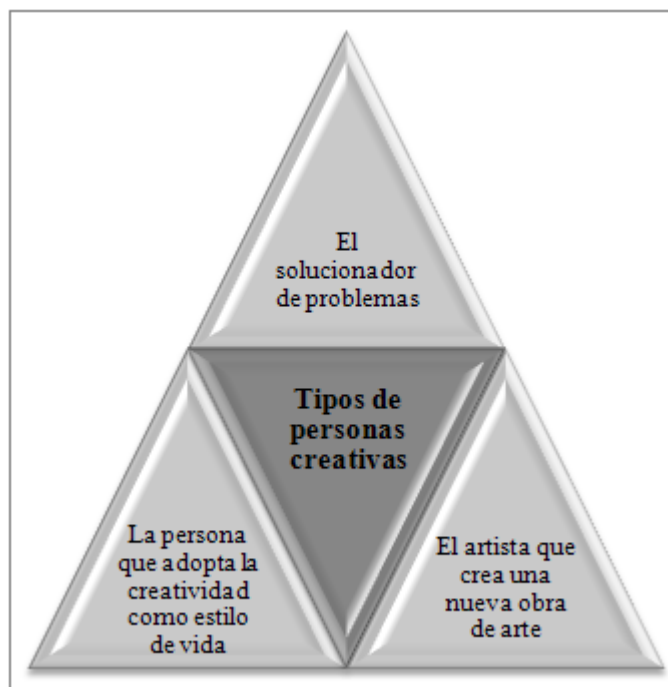 El
solucionador
de problemas
Tipos de
personas
creativas
La persona
que adopta la
creatividad
como estilo
de vida
El artista que
crea una
nueva obra
de arte